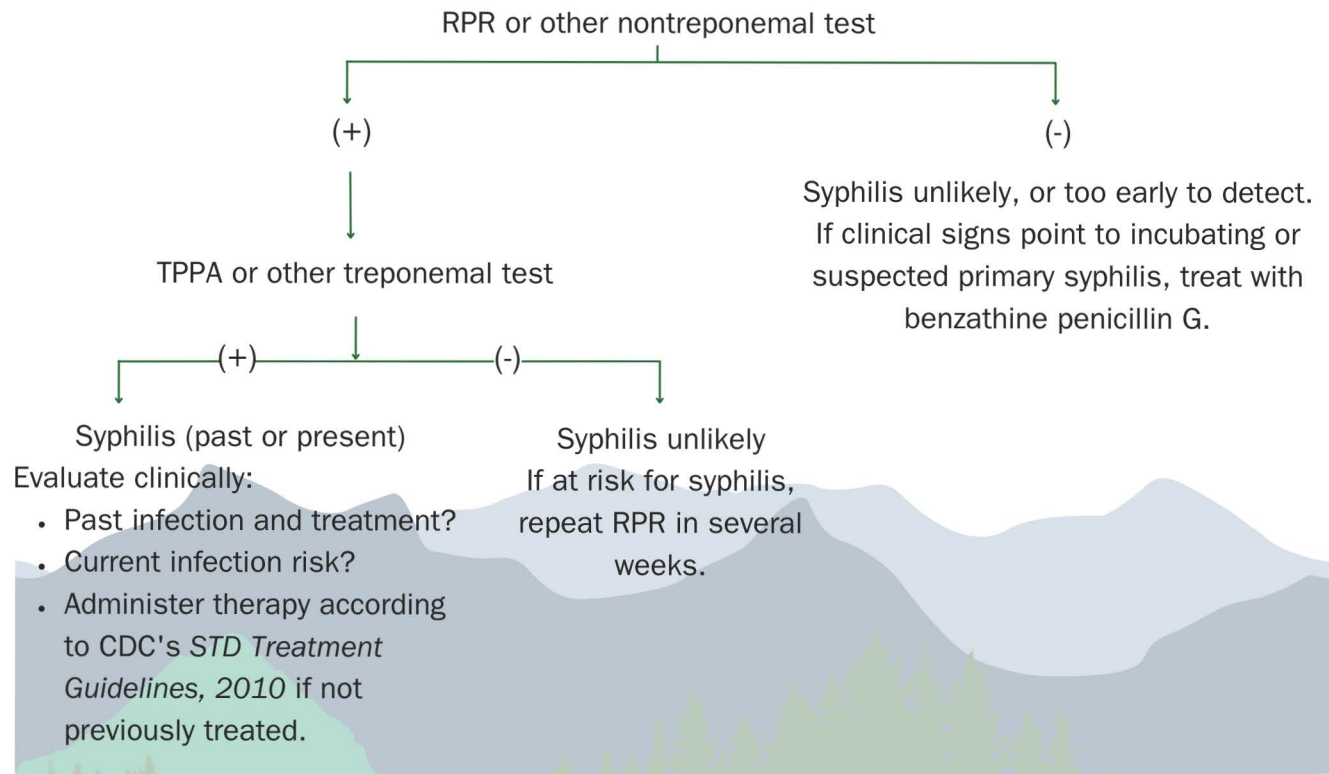 RPR or other nontreponemal test
(+)
(-)
Syphilis unlikely, or too early to detect.
If clinical signs point to incubating or
suspected primary syphilis, treat with
benzathine penicillin G.
TPPA or other treponemal test
(+)
(-)
Syphilis (past or present)
Evaluate clinically:
• Past infection and treatment?
• Current infection risk?
• Administer therapy according
to CDC's STD Treatment
Guidelines, 2010 if not
previously treated.
Syphilis unlikely
If at risk for syphilis,
repeat RPR in several
weeks.